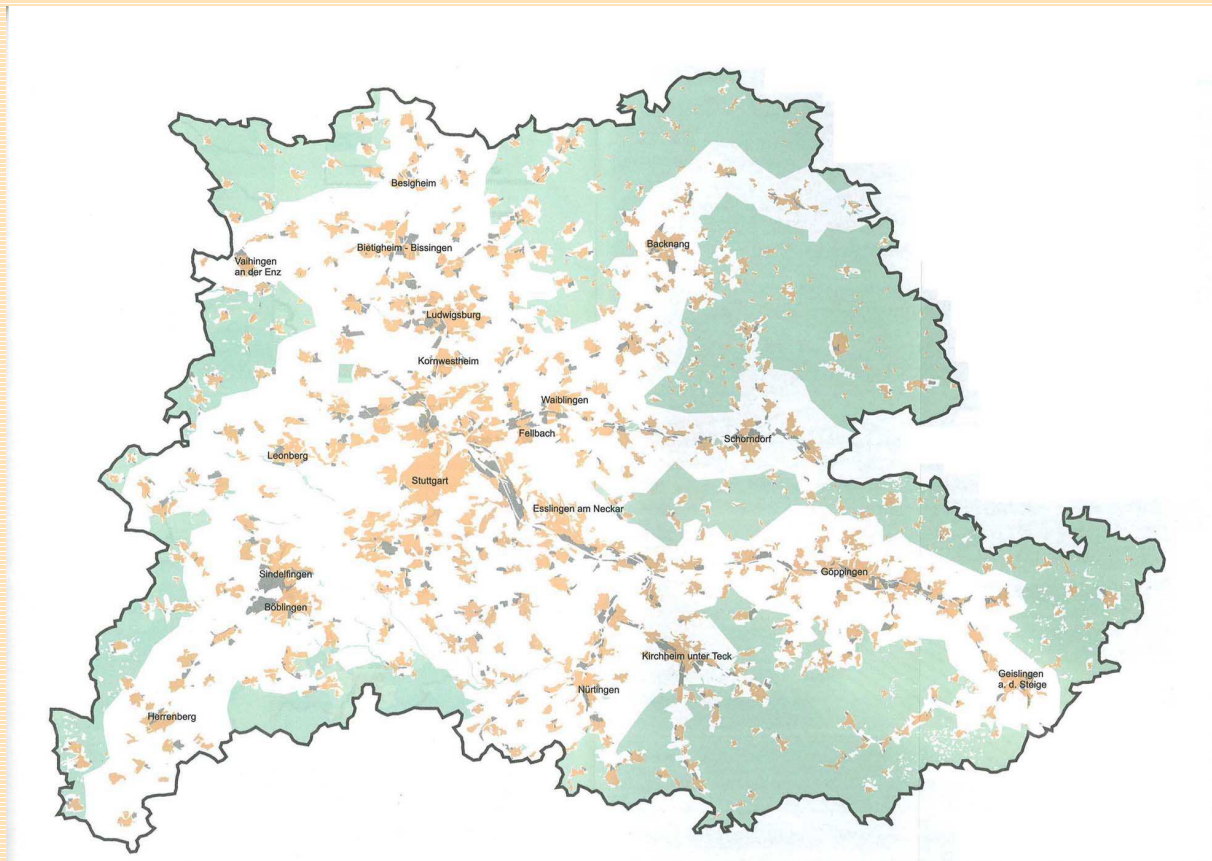 Besigheim
Bietigheim - Bissingen
Backnang
Vaihingen
an der Enz
Ludwigsburg
Kornwestheim
Waiblingen
Fellbach
Schorndorf
Leonberg
Stuttgart
Esslingen am Neckar
Sindelfingen
Göppingen
Böblingen
Kirchheim unter Teck
Geislingen
a. d. Steige
Nürtingen
Herrenberg